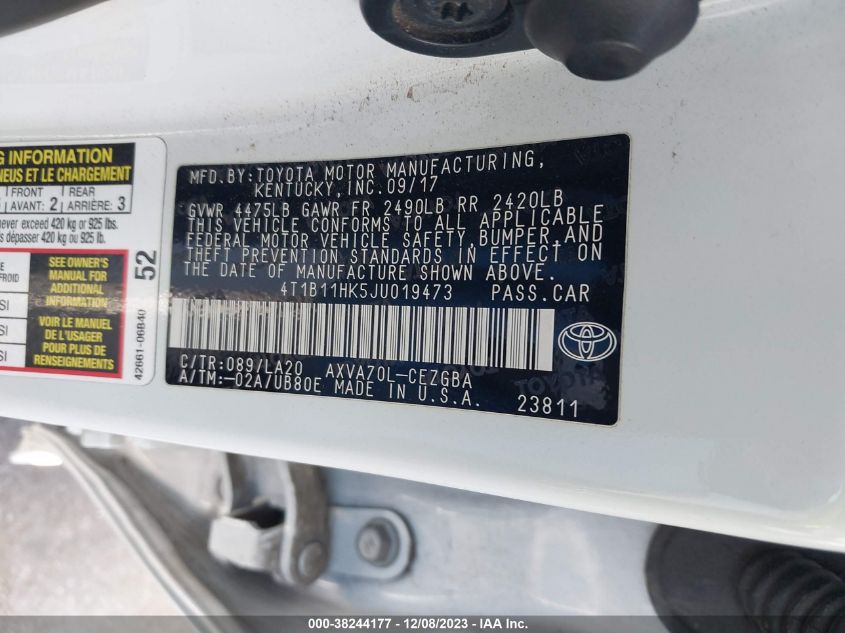 G INFORMATION
NEUS ET LE CHARGEMENT
FRONT REAR
AVANT: 2 ARRIÈRE: 3
never exceed 420 kg or 925 lbs.
dépasser 420 kg ou 925 lb.
FROID
SEE OWNER'S
MANUAL FOR
ADDITIONAL
INFORMATION
VOIR LE MANUEL
DE L'USAGER
POUR PLUS DE
RENSEIGNEMENTS
52
42661-06B40
MFD.BY:TOYOTA MOTOR MANUFACTURING,
KENTUCKY,INC.09/17
GVWR 4475LB GAWR FR 2490LB RR 2420LB
THIS VEHICLE CONFORMS TO ALL APPLICABLE
FEDERAL MOTOR VEHICLE SAFETY,BUMPER,AND
THEFT PREVENTION STANDARDS IN EFFECT ON
THE DATE OF MANUFACTURE SHOWN ABOVE.
4T1B11HK5JU019473 PASS.CAR
C/TR:089/LA20 AXVA70L-CEZGBA
A/TM:-02A/UB80E MADE IN U.S.A.
23811
000-38244177 - 12/08/2023 - COPYRIGHT IAA, INC.